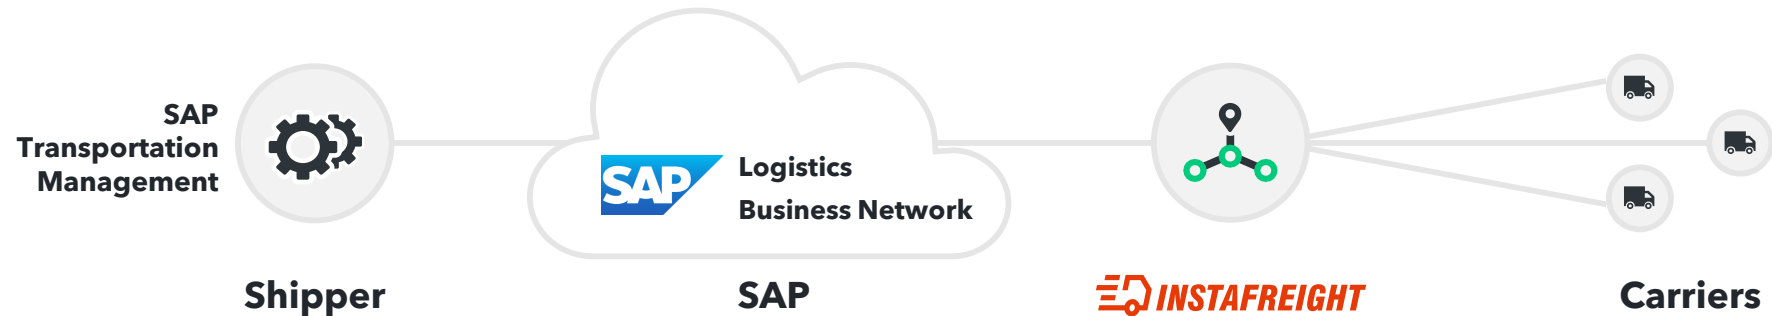 SAP
Transportation
Management
SAP
Logistics
Business Network
Shipper
SAP
INSTAFREIGHT
Carriers